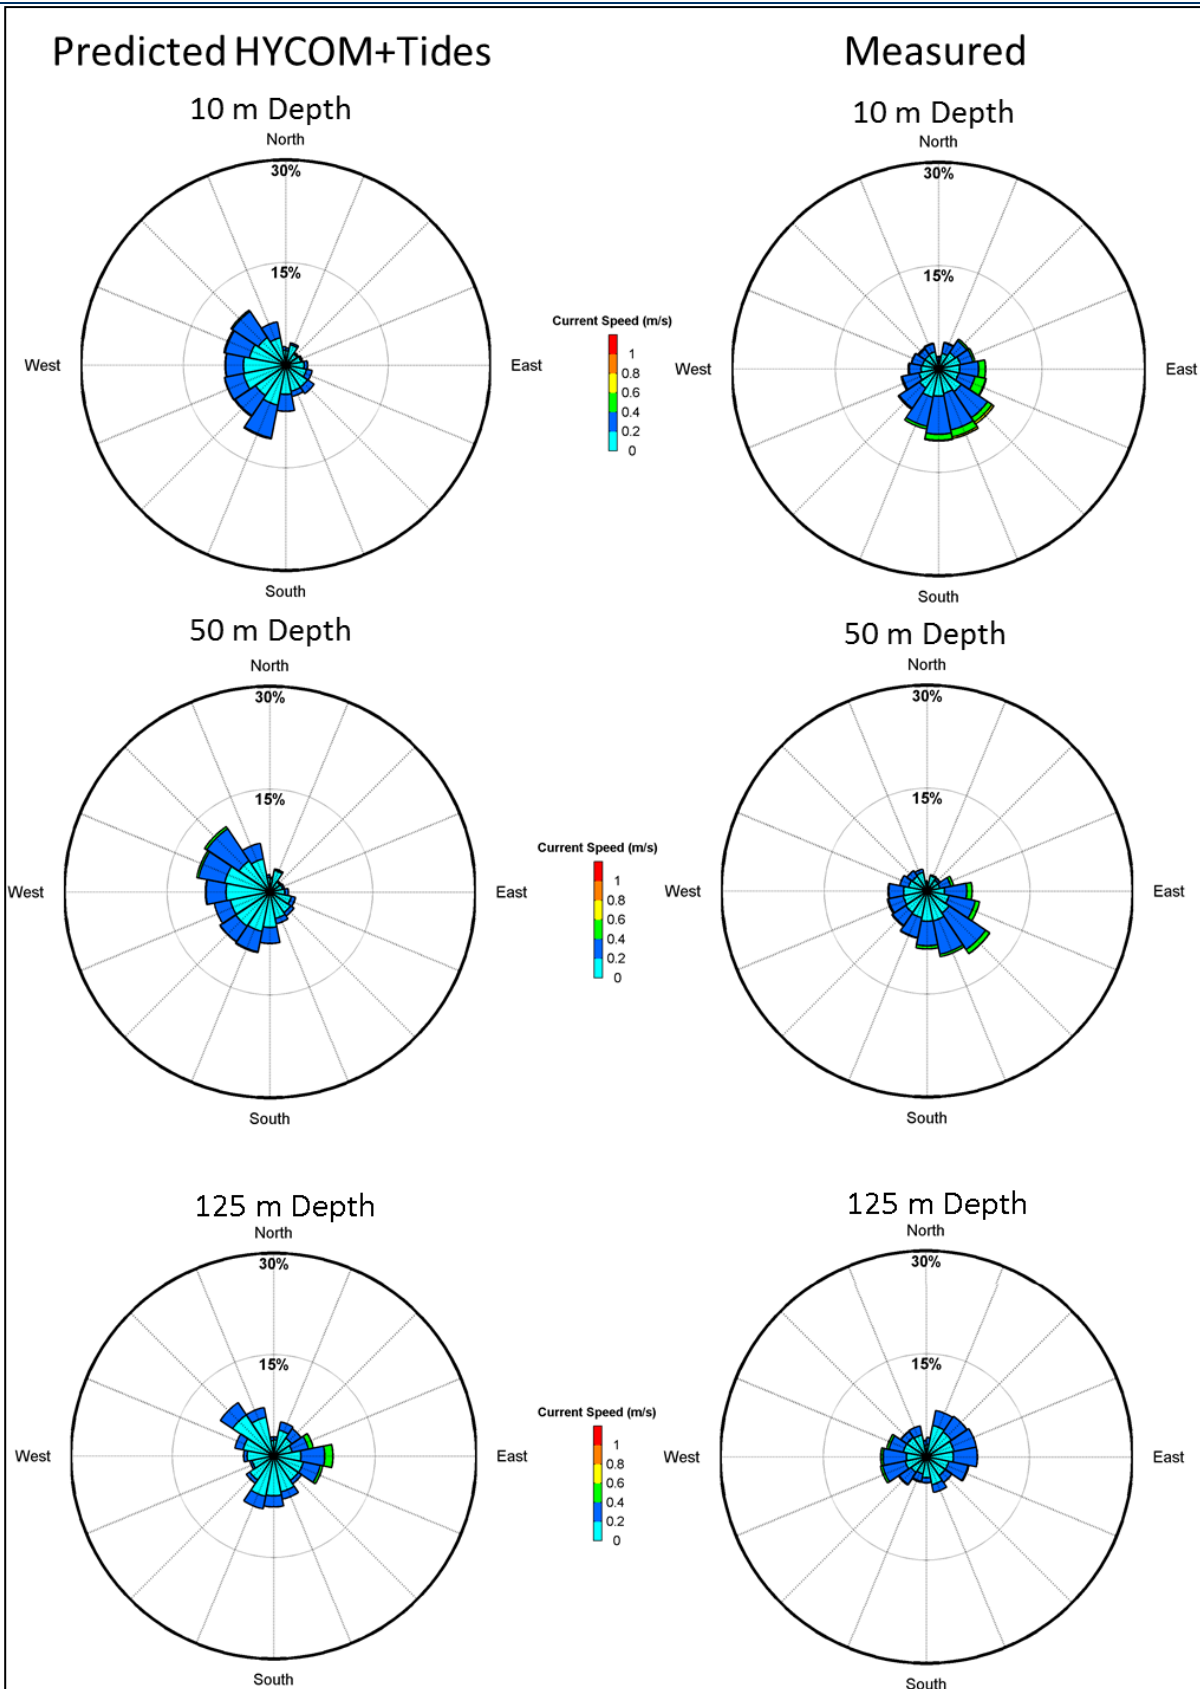 Predicted HYCOM+Tides
Measured
10 m Depth
North
30%
15%
West
East
South
Current Speed (m/s)
1
0.8
0.6
0.4
0.2
0
10 m Depth
North
30%
15%
West
East
South
50 m Depth
North
30%
15%
West
East
South
Current Speed (m/s)
1
0.8
0.6
0.4
0.2
0
50 m Depth
North
30%
15%
West
East
South
125 m Depth
North
30%
15%
West
East
South
Current Speed (m/s)
1
0.8
0.6
0.4
0.2
0
125 m Depth
North
30%
15%
West
East
South